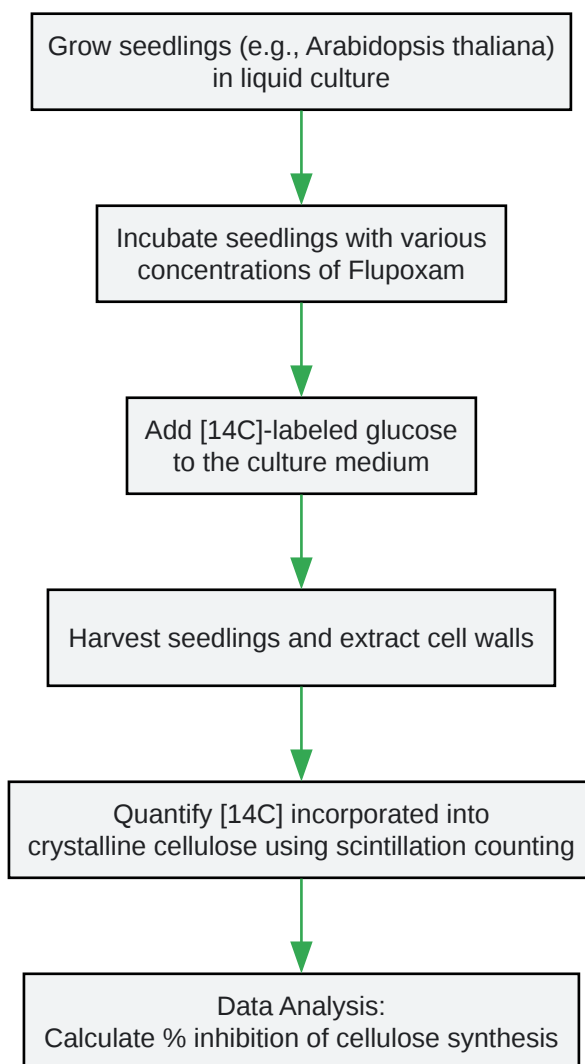 Grow seedlings (e.g., Arabidopsis thaliana)
in liquid culture
Incubate seedlings with various
concentrations of Flupoxam
Add [14C]-labeled glucose
to the culture medium
Harvest seedlings and extract cell walls
Quantify [14C] incorporated into
crystalline cellulose using scintillation counting
Data Analysis:
Calculate % inhibition of cellulose synthesis